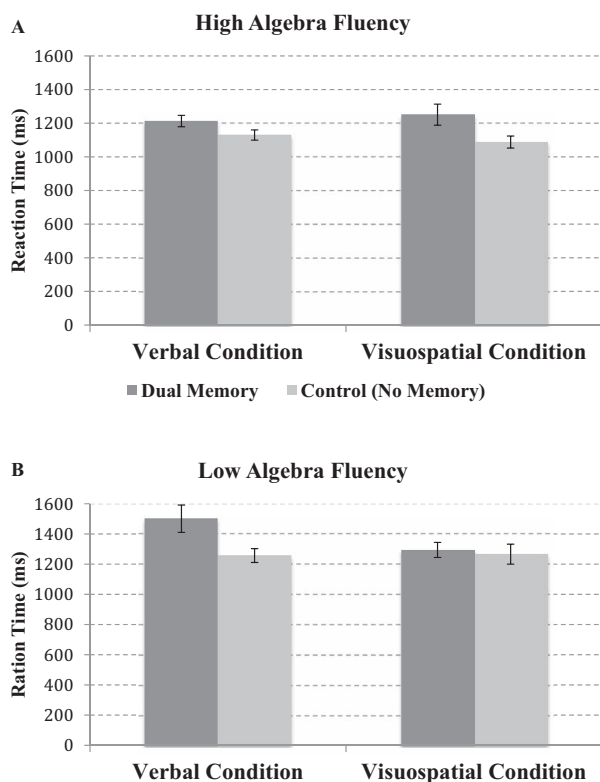 A
High Algebra Fluency
Reaction Time (ms)
1600
1400
1200
1000
800
600
400
200
0
Verbal Condition Visuospatial Condition
Dual Memory Control (No Memory)
B
Low Algebra Fluency
Ration Time (ms)
1600
1400
1200
1000
800
600
400
200
0
Verbal Condition Visuospatial Condition